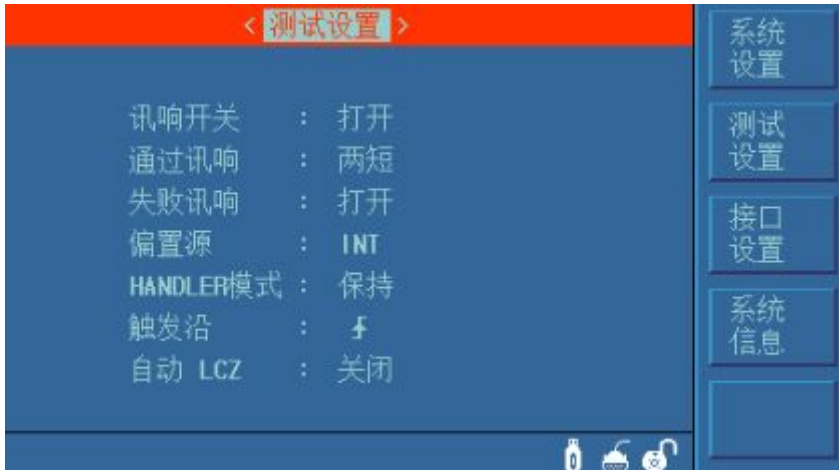 < 测试设置 >
讯响开关 : 打开
通过讯响 : 两短
失败讯响 : 打开
偏置源 : INT
HANDLER模式 : 保持
触发沿 :
自动 LCZ : 关闭
系统
设置
测试
设置
接口
设置
系统
信息